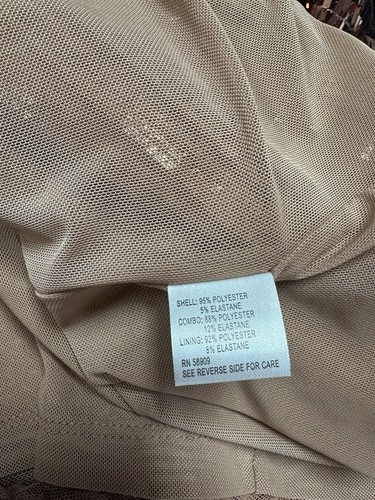 SHELL: 95% POLYESTER
5% ELASTANE
COMBO: 88% POLYESTER
12% ELASTANE
LINING: 92% POLYESTER
8% ELASTANE
RN 58909
SEE REVERSE SIDE FOR CARE